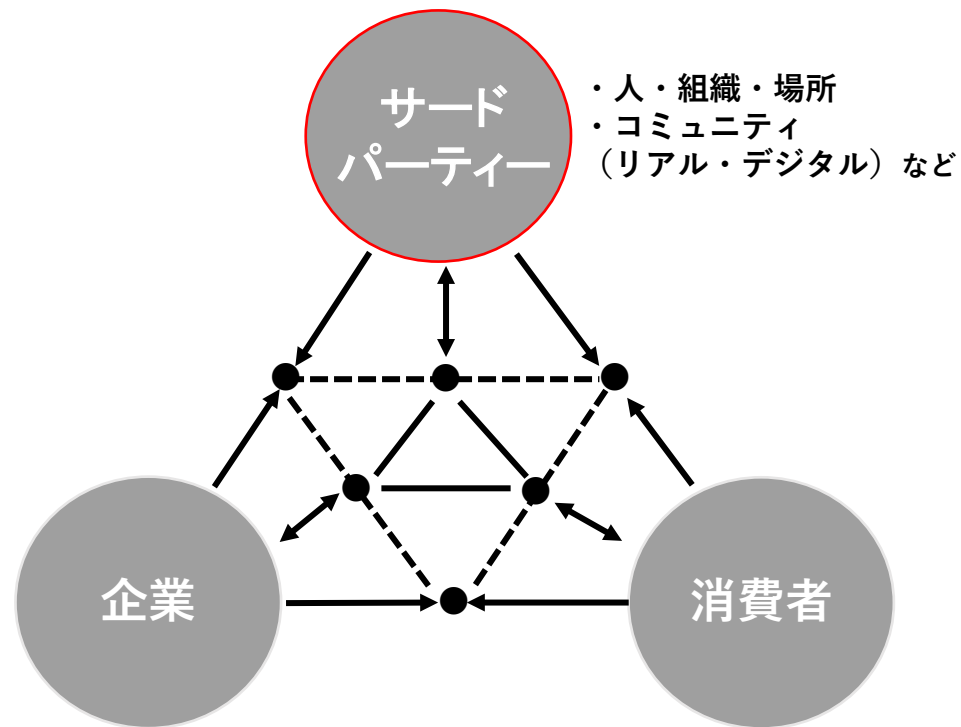 サード
パーティー
・人・組織・場所
・コミュニティ
（リアル・デジタル）など
企業
消費者